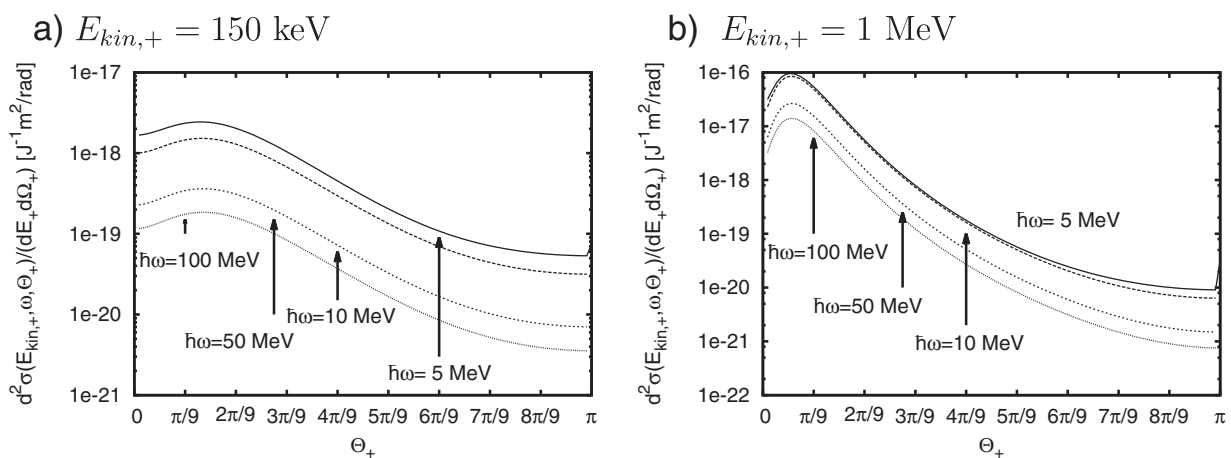 a) E_{kin,+} = 150 keV
d²σ(E_{kin,+},ω,Θ_+)/(dE_+dΩ_+) [J⁻¹m²/rad]
1e-17
1e-18
1e-19
1e-20
1e-21
ħω=100 MeV
ħω=50 MeV
ħω=10 MeV
ħω= 5 MeV
0 π/9 2π/9 3π/9 4π/9 5π/9 6π/9 7π/9 8π/9 π
Θ_+
b) E_{kin,+} = 1 MeV
d²σ(E_{kin,+},ω,Θ_+)/(dE_+dΩ_+) [J⁻¹m²/rad]
1e-16
1e-17
1e-18
1e-19
1e-20
1e-21
1e-22
ħω= 5 MeV
ħω=100 MeV
ħω=50 MeV
ħω=10 MeV
0 π/9 2π/9 3π/9 4π/9 5π/9 6π/9 7π/9 8π/9 π
Θ_+